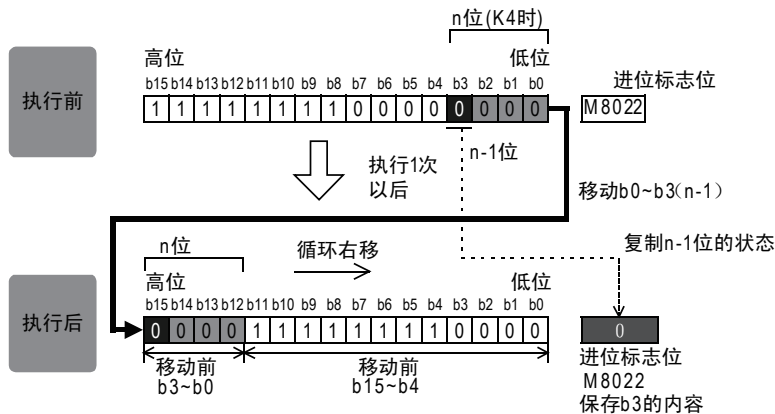 n位(K4时)
高位
低位
b15 b14 b13 b12 b11 b10 b9 b8 b7 b6 b5 b4 b3 b2 b1 b0
进位标志位
执行前
1 1 1 1 1 1 1 1 0 0 0 0 0 0 0 0
M8022
执行1次
以后
n-1位
移动b0~b3(n-1)
n位
循环右移
复制n-1位的状态
高位
低位
b15 b14 b13 b12 b11 b10 b9 b8 b7 b6 b5 b4 b3 b2 b1 b0
执行后
0 0 0 0 1 1 1 1 1 1 1 1 0 0 0 0
0
移动前
b3~b0
移动前
b15~b4
进位标志位
M8022
保存b3的内容